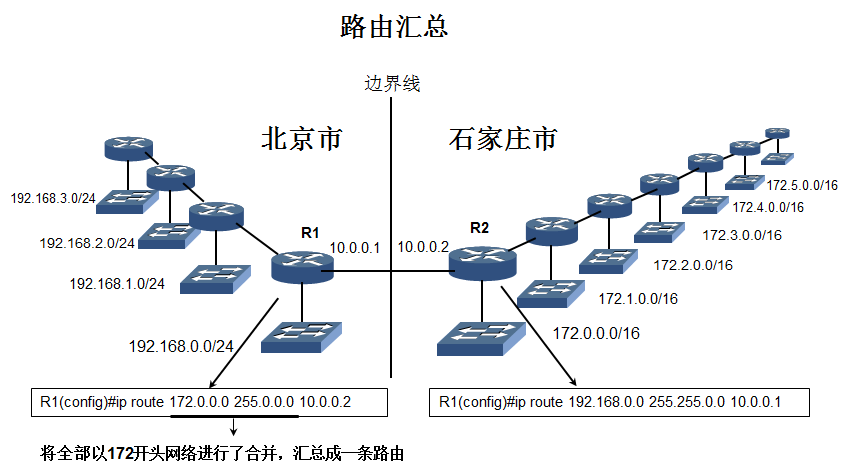 路由汇总
边界线
北京市
石家庄市
192.168.3.0/24
192.168.2.0/24
192.168.1.0/24
192.168.0.0/24
R1
10.0.0.1
10.0.0.2
R2
172.5.0.0/16
172.4.0.0/16
172.3.0.0/16
172.2.0.0/16
172.1.0.0/16
172.0.0.0/16
R1(config)#ip route 172.0.0.0 255.0.0.0 10.0.0.2
R1(config)#ip route 192.168.0.0 255.255.0.0 10.0.0.1
将全部以172开头网络进行了合并，汇总成一条路由